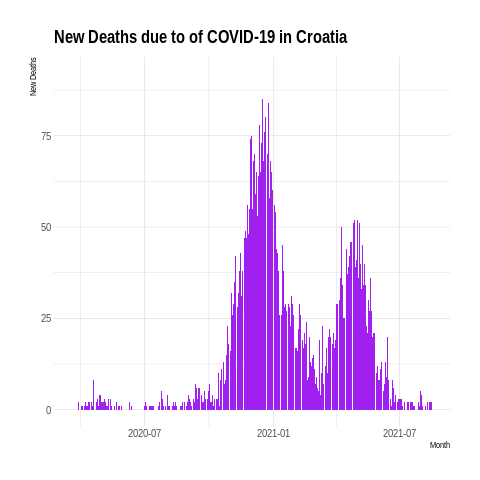 New Deaths due to of COVID-19 in Croatia
New Deaths
75
50
25
0
2020-07
2021-01
2021-07
Month